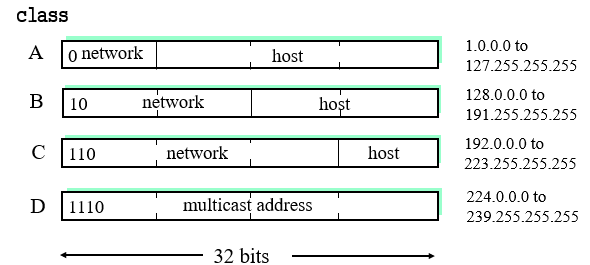 class
A 0 network host 1.0.0.0 to
127.255.255.255
B 10 network host 128.0.0.0 to
191.255.255.255
C 110 network host 192.0.0.0 to
223.255.255.255
D 1110 multicast address 224.0.0.0 to
239.255.255.255
32 bits